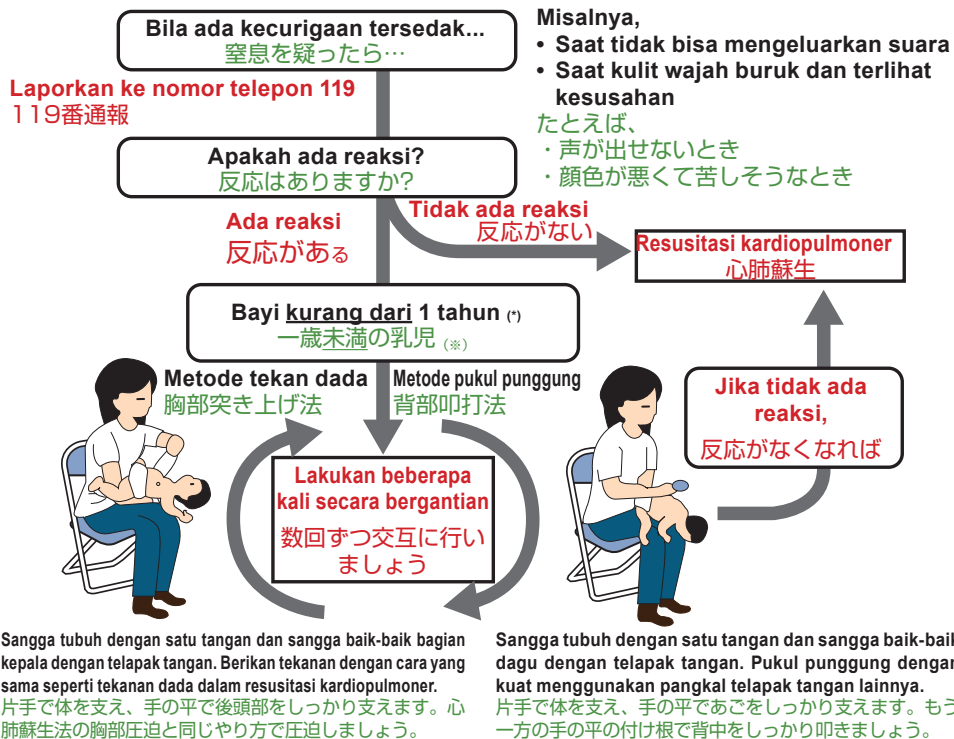 Bila ada kecurigaan tersedak...
窒息を疑ったら…
Misalnya,
• Saat tidak bisa mengeluarkan suara
• Saat kulit wajah buruk dan terlihat
kesusahan
たとえば、
・声が出せないとき
・顔色が悪くて苦しそうなとき
Laporkan ke nomor telepon 119
119番通報
Apakah ada reaksi?
反応はありますか?
Ada reaksi
反応がある
Tidak ada reaksi
反応がない
Resusitasi kardiopulmoner
心肺蘇生
Bayi kurang dari 1 tahun (*)
一歳未満の乳児 (※)
Metode tekan dada
胸部突き上げ法
Metode pukul punggung
背部叩打法
Jika tidak ada
reaksi,
反応がなくなれば
Lakukan beberapa
kali secara bergantian
数回ずつ交互に行い
ましょう
Sangga tubuh dengan satu tangan dan sangga baik-baik bagian
kepala dengan telapak tangan. Berikan tekanan dengan cara yang
sama seperti tekanan dada dalam resusitasi kardiopulmoner.
片手で体を支え、手の平で後頭部をしっかり支えます。心
肺蘇生法の胸部圧迫と同じやり方で圧迫しましょう。
Sangga tubuh dengan satu tangan dan sangga baik-baik
dagu dengan telapak tangan. Pukul punggung dengan
kuat menggunakan pangkal telapak tangan lainnya.
片手で体を支え、手の平であごをしっかり支えます。もう
一方の手の平の付け根で背中をしっかり叩きましょう。